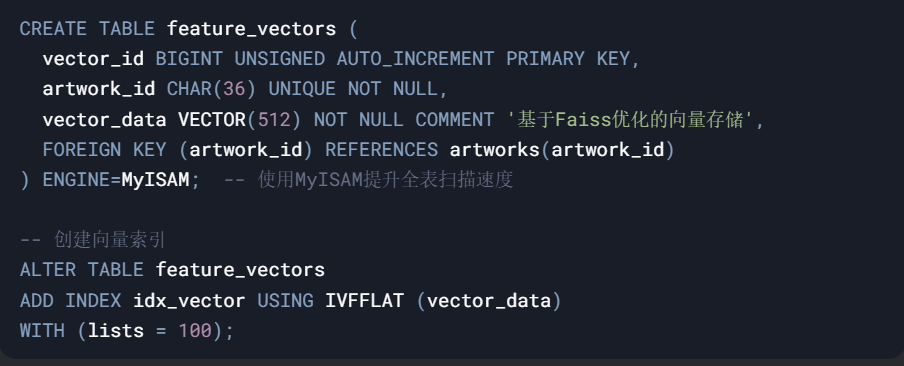 CREATE TABLE feature_vectors (
  vector_id BIGINT UNSIGNED AUTO_INCREMENT PRIMARY KEY,
  artwork_id CHAR(36) UNIQUE NOT NULL,
  vector_data VECTOR(512) NOT NULL COMMENT '基于Faiss优化的向量存储',
  FOREIGN KEY (artwork_id) REFERENCES artworks(artwork_id)
) ENGINE=MyISAM;  -- 使用MyISAM提升全表扫描速度
-- 创建向量索引
ALTER TABLE feature_vectors
ADD INDEX idx_vector USING IVFFLAT (vector_data)
WITH (lists = 100);